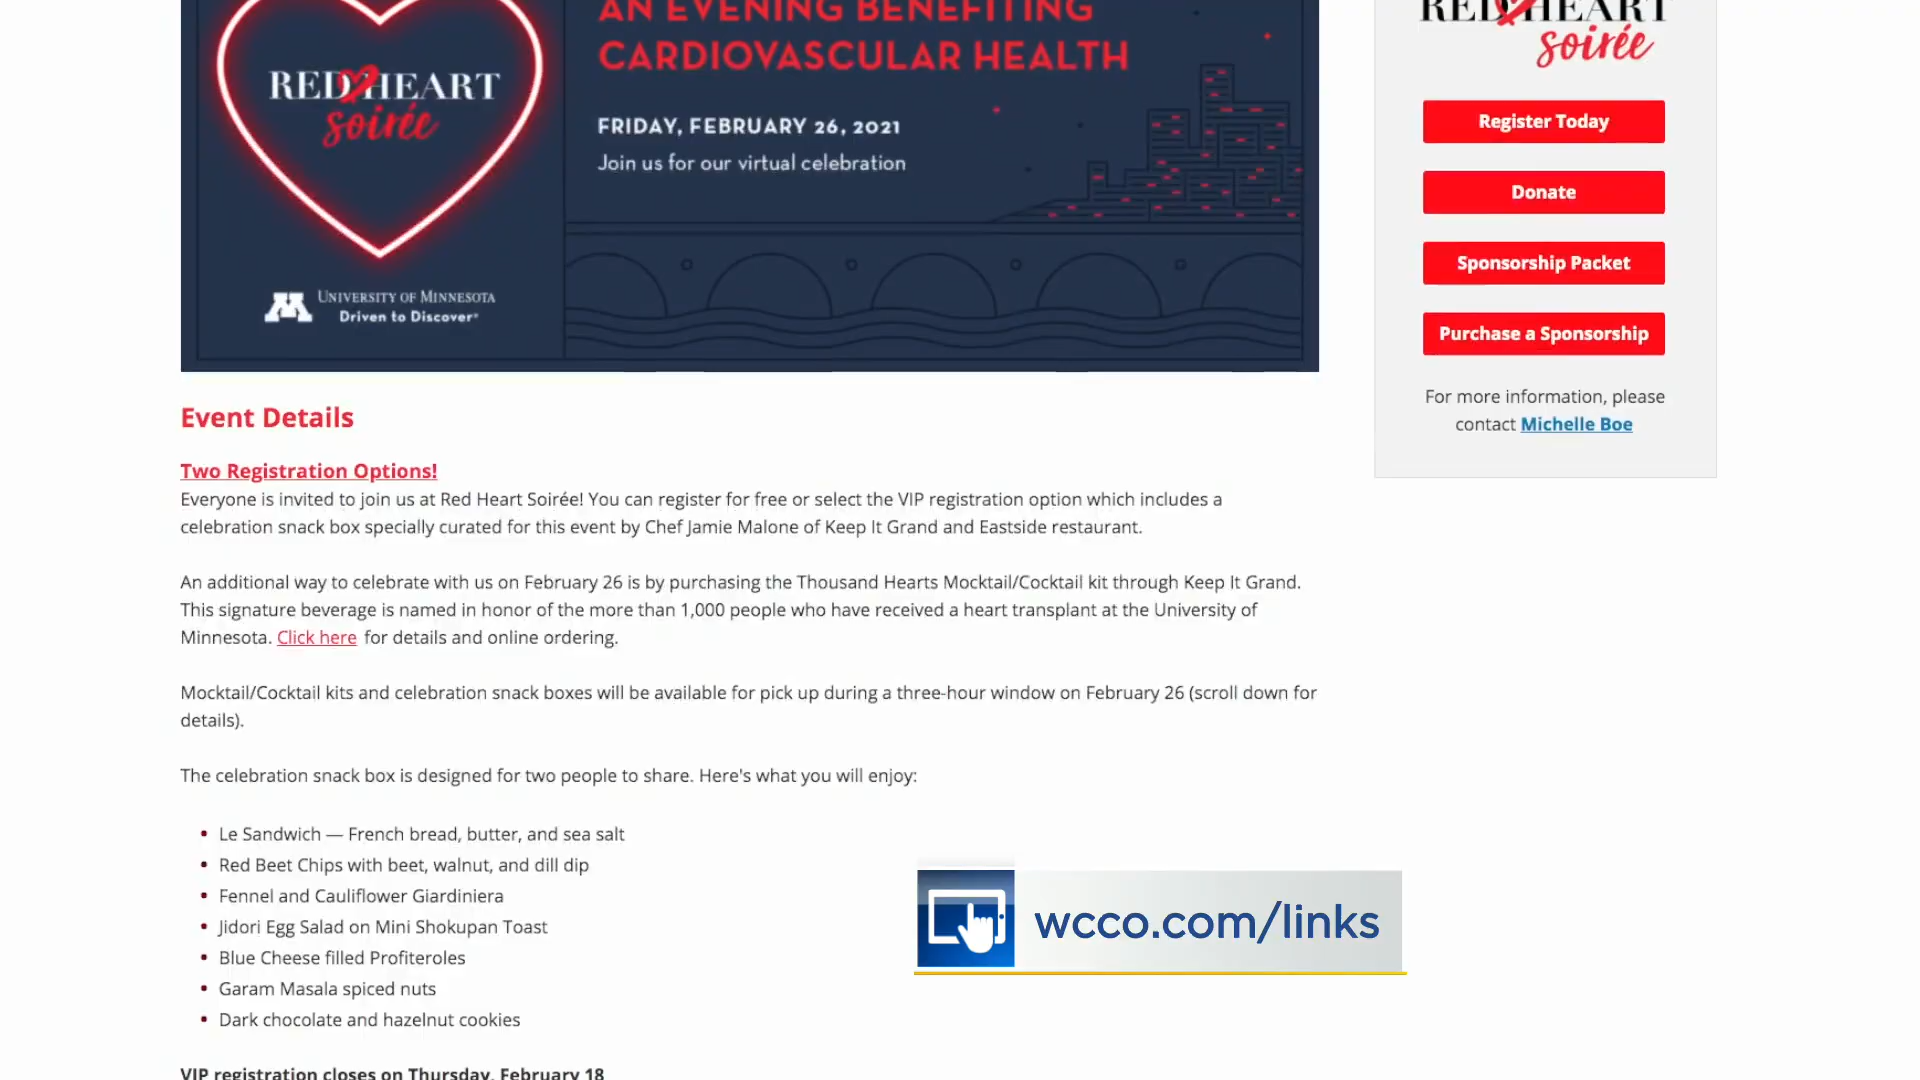 AN EVENING BENEFITING
CARDIOVASCULAR HEALTH
RED HEART
soirée
FRIDAY, FEBRUARY 26, 2021
Join us for our virtual celebration
UNIVERSITY OF MINNESOTA
Driven to Discover®
RED HEART
soirée
Register Today
Donate
Sponsorship Packet
Purchase a Sponsorship
For more information, please
contact Michelle Boe
Event Details
Two Registration Options!
Everyone is invited to join us at Red Heart Soirée! You can register for free or select the VIP registration option which includes a
celebration snack box specially curated for this event by Chef Jamie Malone of Keep It Grand and Eastside restaurant.
An additional way to celebrate with us on February 26 is by purchasing the Thousand Hearts Mocktail/Cocktail kit through Keep It Grand.
This signature beverage is named in honor of the more than 1,000 people who have received a heart transplant at the University of
Minnesota. Click here for details and online ordering.
Mocktail/Cocktail kits and celebration snack boxes will be available for pick up during a three-hour window on February 26 (scroll down for
details).
The celebration snack box is designed for two people to share. Here's what you will enjoy:
• Le Sandwich — French bread, butter, and sea salt
• Red Beet Chips with beet, walnut, and dill dip
• Fennel and Cauliflower Giardiniera
• Jidori Egg Salad on Mini Shokupan Toast
• Blue Cheese filled Profiteroles
• Garam Masala spiced nuts
• Dark chocolate and hazelnut cookies
wcco.com/links
VIP registration closes on Thursday, February 18